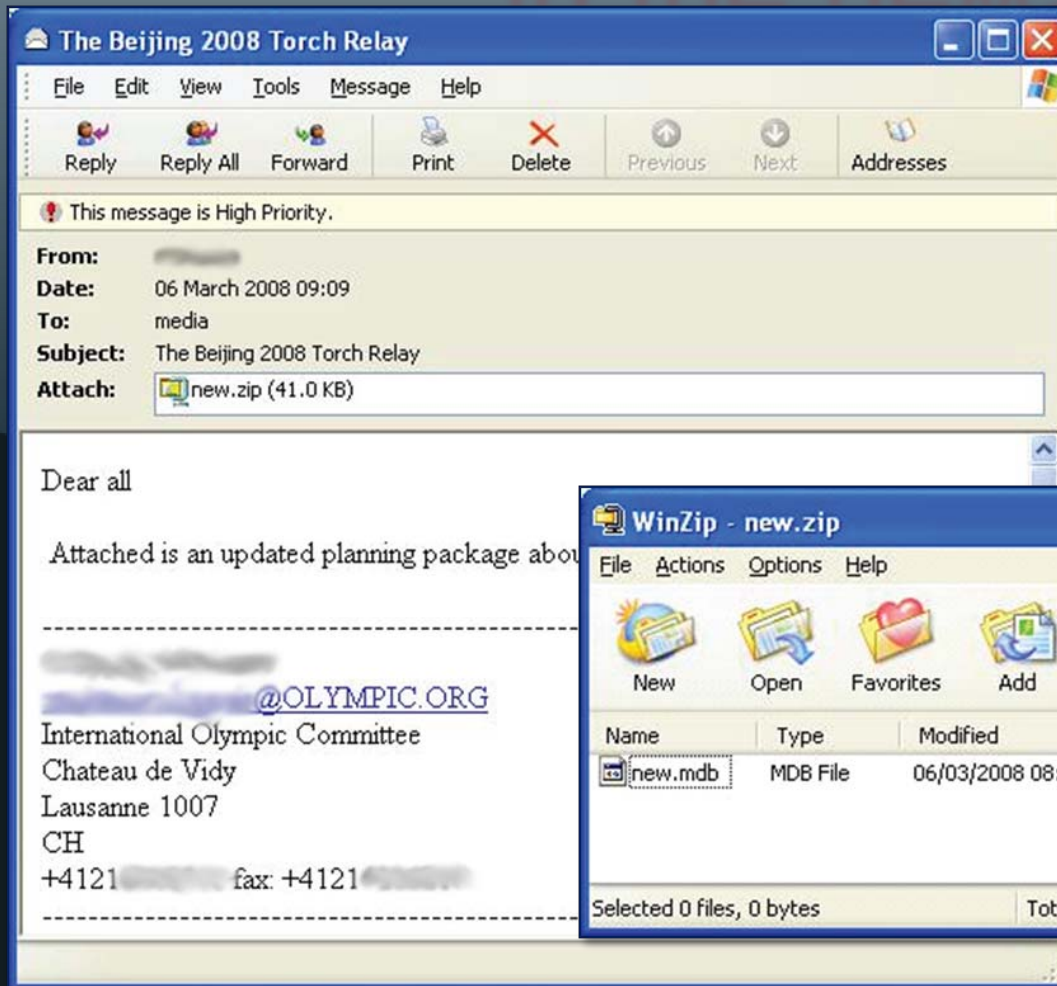 The Beijing 2008 Torch Relay
File Edit View Tools Message Help
Reply Reply All Forward Print Delete Previous Next Addresses
This message is High Priority.
From:
Date: 06 March 2008 09:09
To: media
Subject: The Beijing 2008 Torch Relay
Attach: new.zip (41.0 KB)
Dear all
Attached is an updated planning package abou
@OLYMPIC.ORG
International Olympic Committee
Chateau de Vidy
Lausanne 1007
CH
+4121 fax: +4121
WinZip - new.zip
File Actions Options Help
New Open Favorites Add
Name Type Modified
new.mdb MDB File 06/03/2008 08:
Selected 0 files, 0 bytes Tot